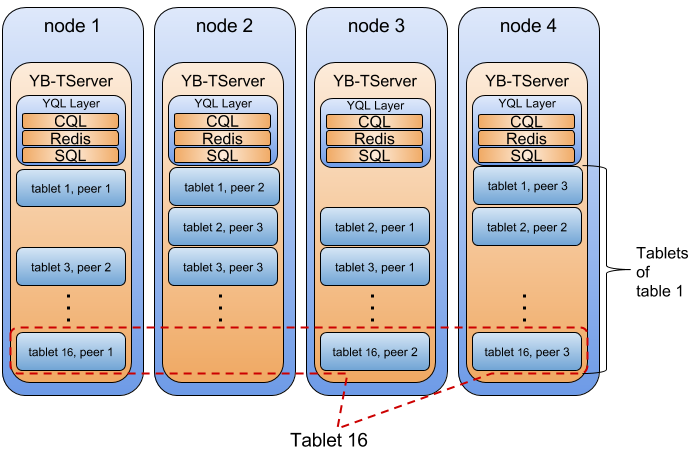 node 1
node 2
node 3
node 4
YB-TServer
YB-TServer
YB-TServer
YB-TServer
YQL Layer
YQL Layer
YQL Layer
YQL Layer
CQL
CQL
CQL
CQL
Redis
Redis
Redis
Redis
SQL
SQL
SQL
SQL
tablet 1, peer 1
tablet 1, peer 2
tablet 1, peer 3
tablet 2, peer 3
tablet 2, peer 1
tablet 2, peer 2
tablet 3, peer 2
tablet 3, peer 3
tablet 3, peer 1
Tablets
of
table 1
tablet 16, peer 1
tablet 16, peer 2
tablet 16, peer 3
Tablet 16